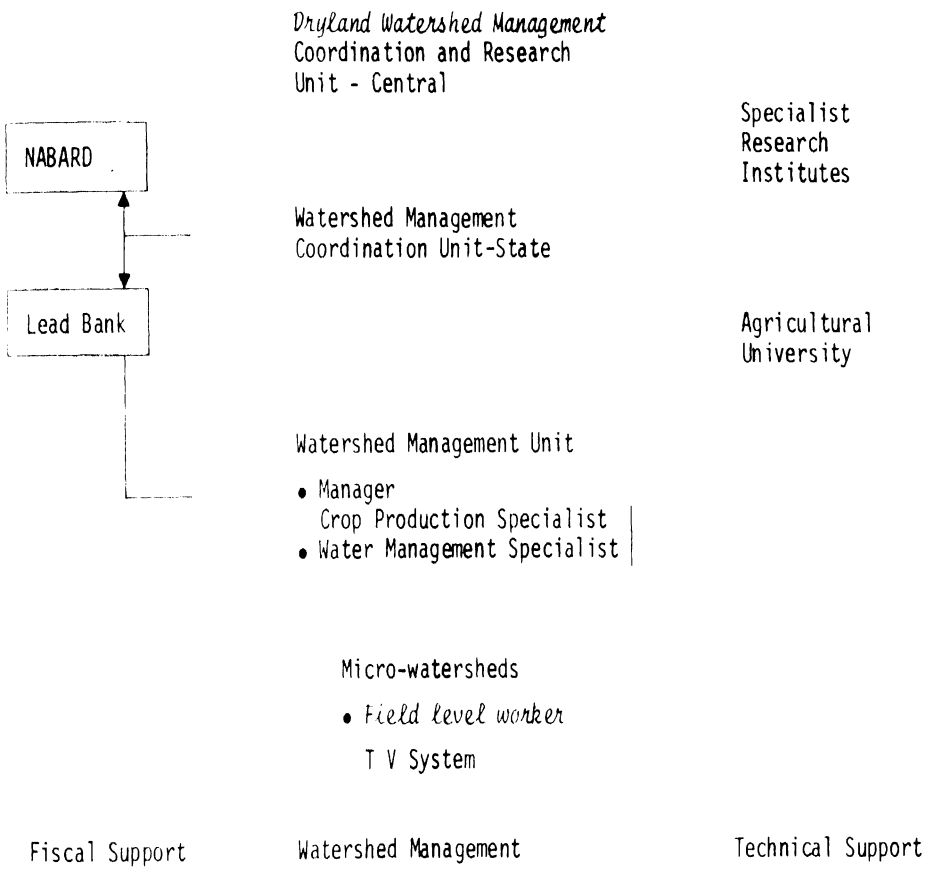 Dryland Watershed Management
Coordination and Research
Unit - Central
Specialist
Research
Institutes
NABARD
Watershed Management
Coordination Unit-State
Lead Bank
Agricultural
University
Watershed Management Unit
• Manager
Crop Production Specialist
• Water Management Specialist
Micro-watersheds
• Field level worker
T V System
Fiscal Support
Watershed Management
Technical Support